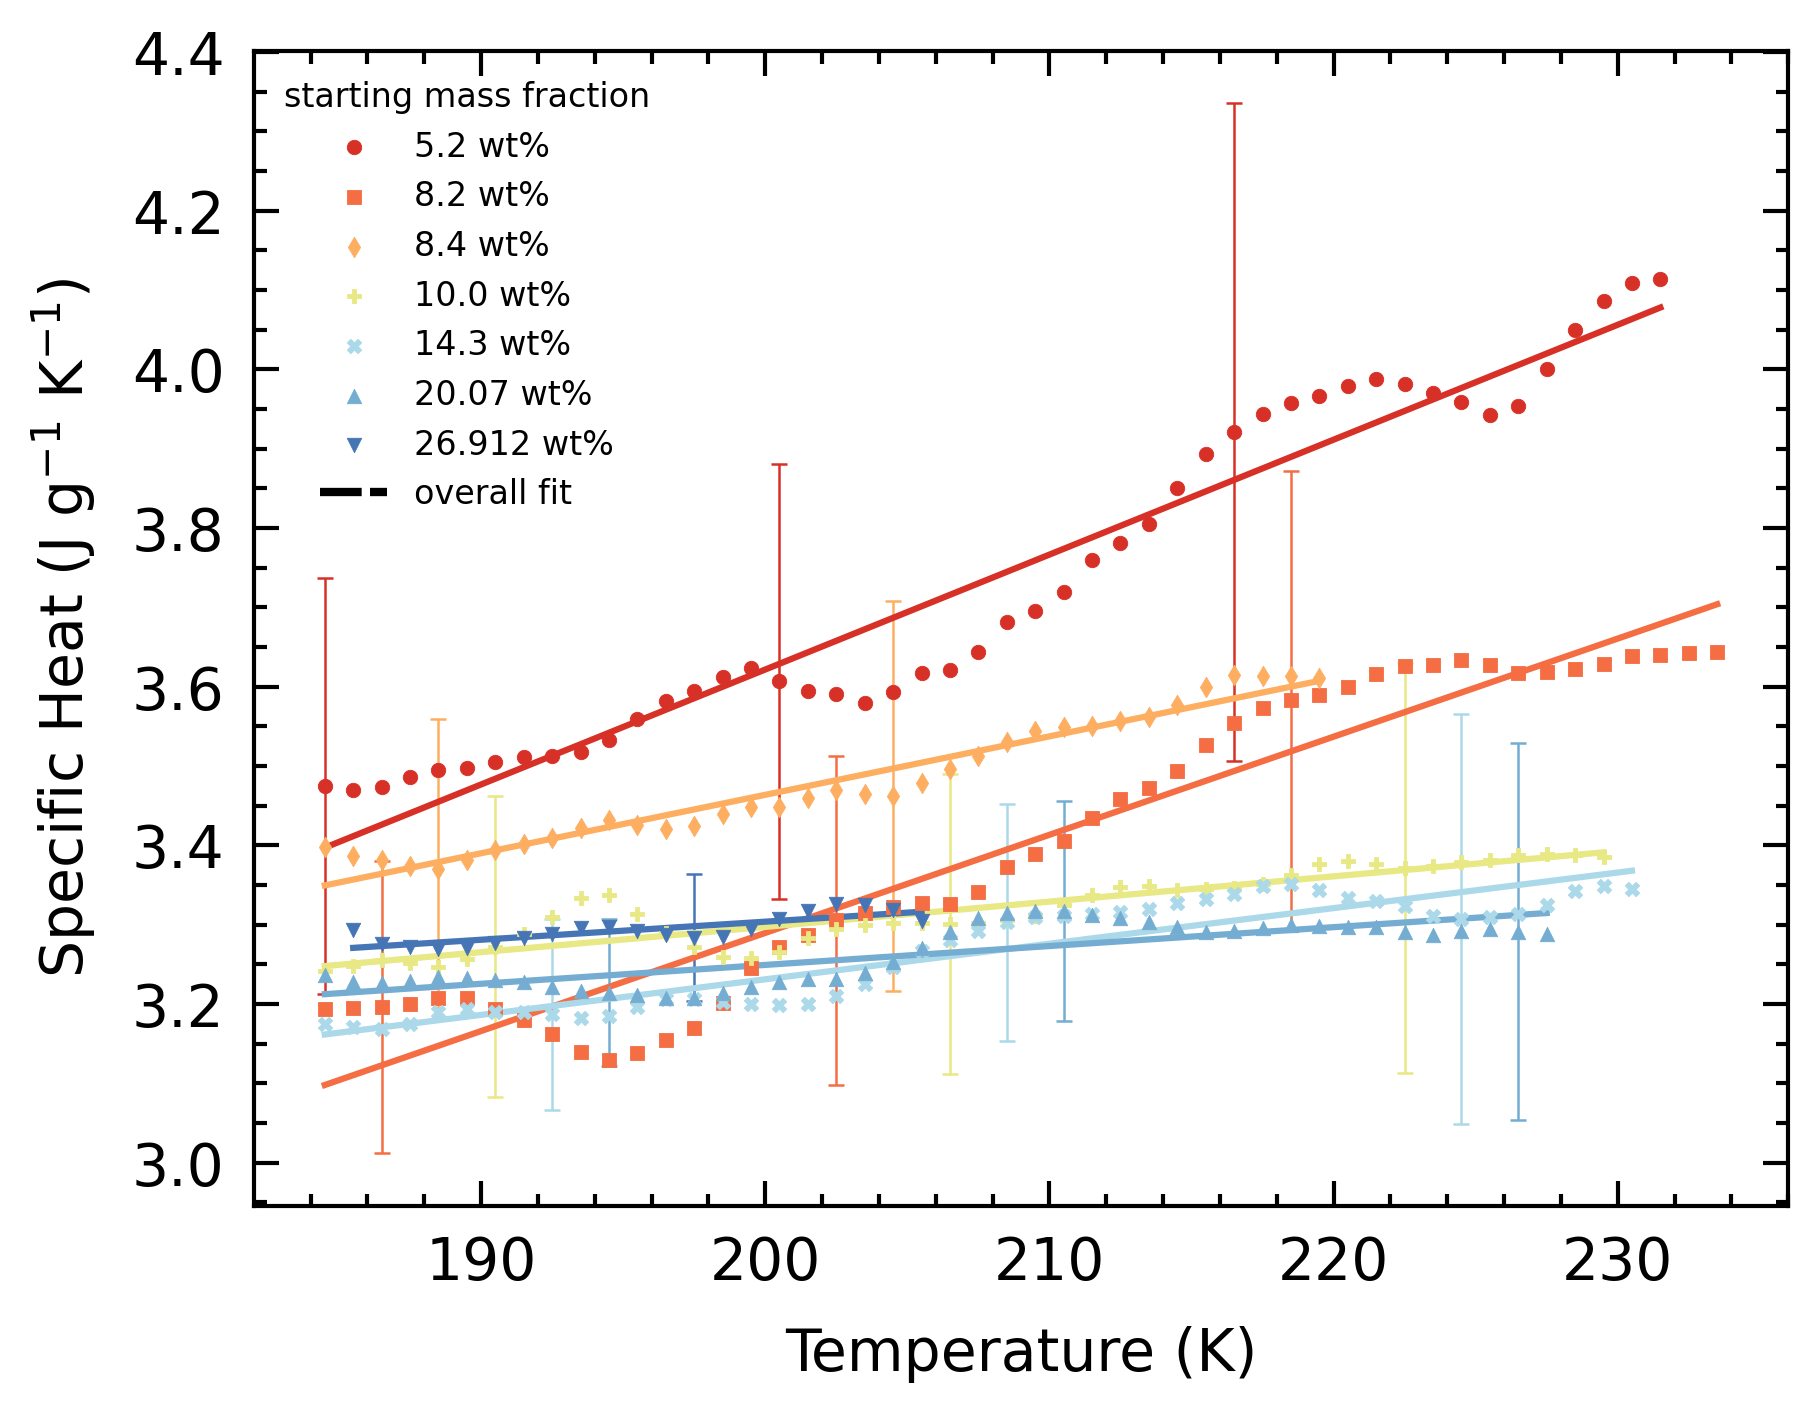 4.4
4.2
4.0
3.8
3.6
3.4
3.2
3.0
Specific Heat (J g⁻¹ K⁻¹)
starting mass fraction
5.2 wt%
8.2 wt%
8.4 wt%
10.0 wt%
14.3 wt%
20.07 wt%
26.912 wt%
overall fit
190 200 210 220 230
Temperature (K)